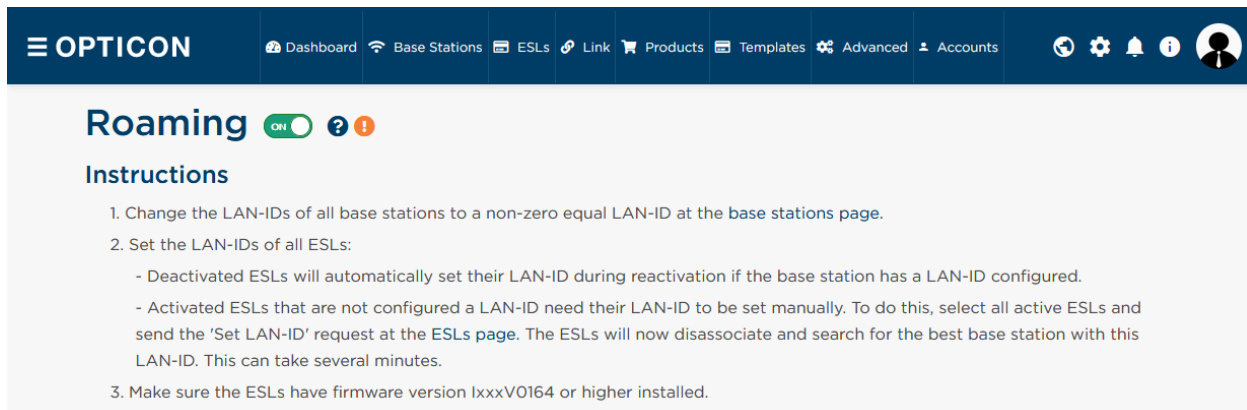 OPTICON Dashboard Base Stations ESLs Link Products Templates Advanced Accounts
Roaming ON
Instructions
1. Change the LAN-IDs of all base stations to a non-zero equal LAN-ID at the base stations page.
2. Set the LAN-IDs of all ESLs:
- Deactivated ESLs will automatically set their LAN-ID during reactivation if the base station has a LAN-ID configured.
- Activated ESLs that are not configured a LAN-ID need their LAN-ID to be set manually. To do this, select all active ESLs and
send the 'Set LAN-ID' request at the ESLs page. The ESLs will now disassociate and search for the best base station with this
LAN-ID. This can take several minutes.
3. Make sure the ESLs have firmware version IxxxV0164 or higher installed.